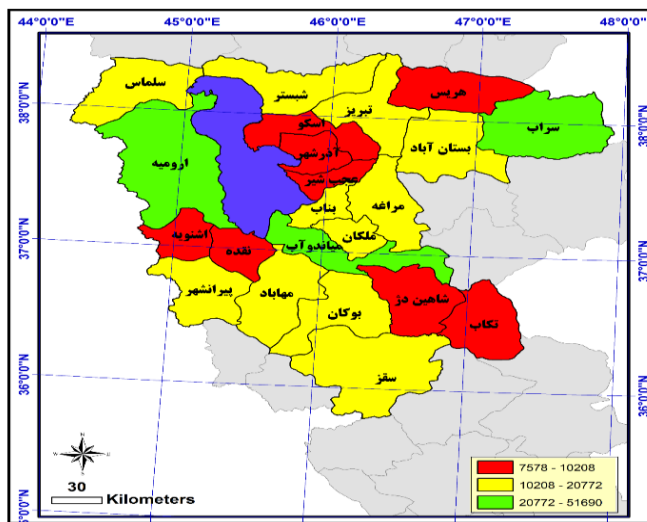 44°0'0"E
45°0'0"E
46°0'0"E
47°0'0"E
48°0'0"E
38°0'0"N
38°0'0"N
37°0'0"N
37°0'0"N
36°0'0"N
36°0'0"N
سلماس
شبستر
تبریز
هریس
سراب
اسکو
آذرشهر
عجب شیر
بستان آباد
ارومیه
بناب
مراغه
ملکان
میاندوآب
اشنویه
نقده
پیرانشهر
مهاباد
بوکان
شاهین دژ
تکاب
سقز
30
Kilometers
7578 - 10208
10208 - 20772
20772 - 51690